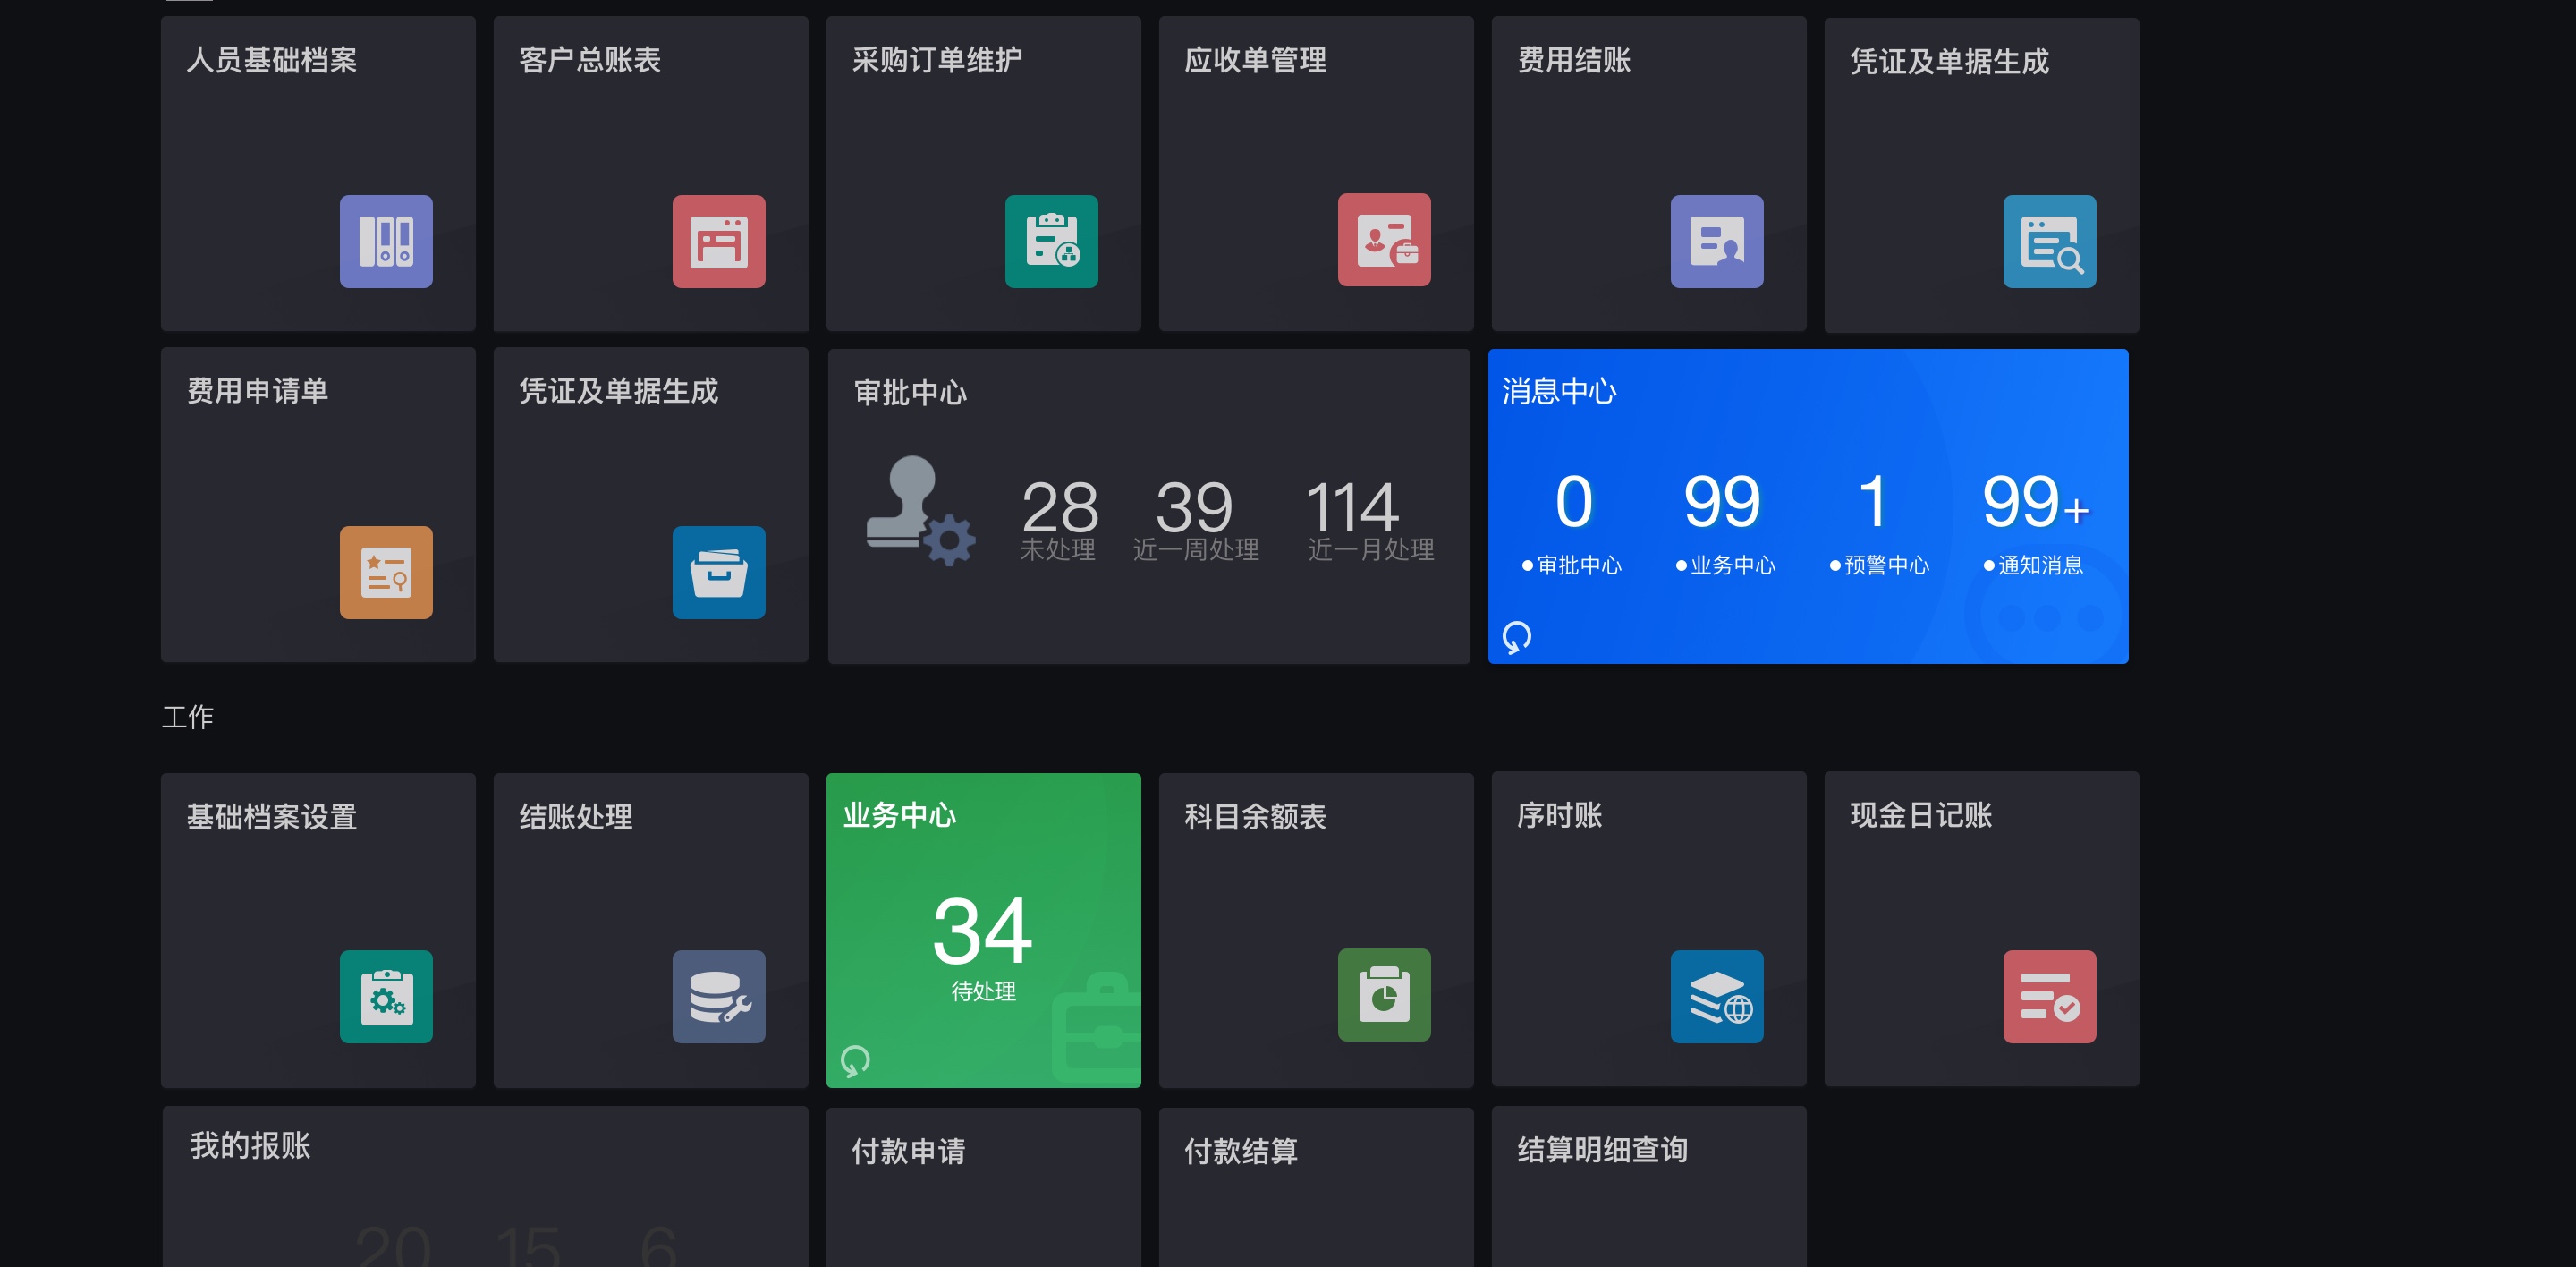 人员基础档案
客户总账表
采购订单维护
应收单管理
费用结账
凭证及单据生成
费用申请单
凭证及单据生成
审批中心
28 39 114
未处理 近一周处理 近一月处理
消息中心
0 99 1 99+
审批中心 业务中心 预警中心 通知消息
工作
基础档案设置
结账处理
业务中心
34
待处理
科目余额表
序时账
现金日记账
我的报账
20 15 6
付款申请
付款结算
结算明细查询